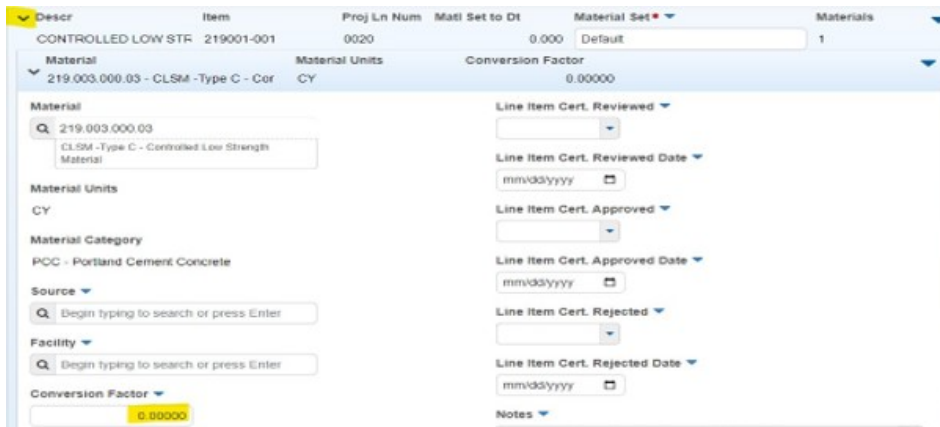 Descr Item Proj Ln Num Matl Set to Dt Material Set* Materials
CONTROLLED LOW STR 219001-001 0020 0.000 Default 1
Material Material Units Conversion Factor
219.003.000.03 - CLSM -Type C - Cor CY 0.00000
Material
219.003.000.03
CLSM -Type C - Controlled Low Strength
Material
Material Units
CY
Material Category
PCC - Portland Cement Concrete
Source
Begin typing to search or press Enter
Facility
Begin typing to search or press Enter
Conversion Factor
0.00000
Line Item Cert. Reviewed
Line Item Cert. Reviewed Date
mm/dd/yyyy
Line Item Cert. Approved
Line Item Cert. Approved Date
mm/dd/yyyy
Line Item Cert. Rejected
Line Item Cert. Rejected Date
mm/dd/yyyy
Notes